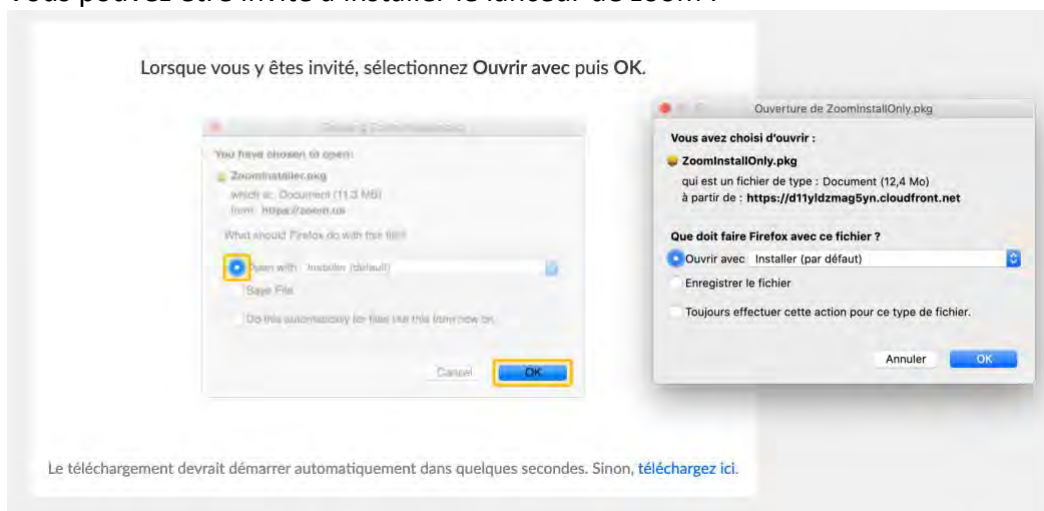 Vous pouvez être invité à installer le lanceur de zoom :
Lorsque vous y êtes invité, sélectionnez Ouvrir avec puis OK.
You have chosen to open:
ZoomInstaller.pkg
which is: Document (11.3 MB)
from: https://zoom.us
What should Firefox do with this file?
Open with Installer (default)
Save File
Do this automatically for files like this from now on.
Cancel OK
Ouverture de ZoomInstallOnly.pkg
Vous avez choisi d'ouvrir :
ZoomInstallOnly.pkg
qui est un fichier de type : Document (12,4 Mo)
à partir de : https://d11yldzmag5yn.cloudfront.net
Que doit faire Firefox avec ce fichier ?
Ouvrir avec Installer (par défaut)
Enregistrer le fichier
Toujours effectuer cette action pour ce type de fichier.
Annuler OK
Le téléchargement devrait démarrer automatiquement dans quelques secondes. Sinon, téléchargez ici.